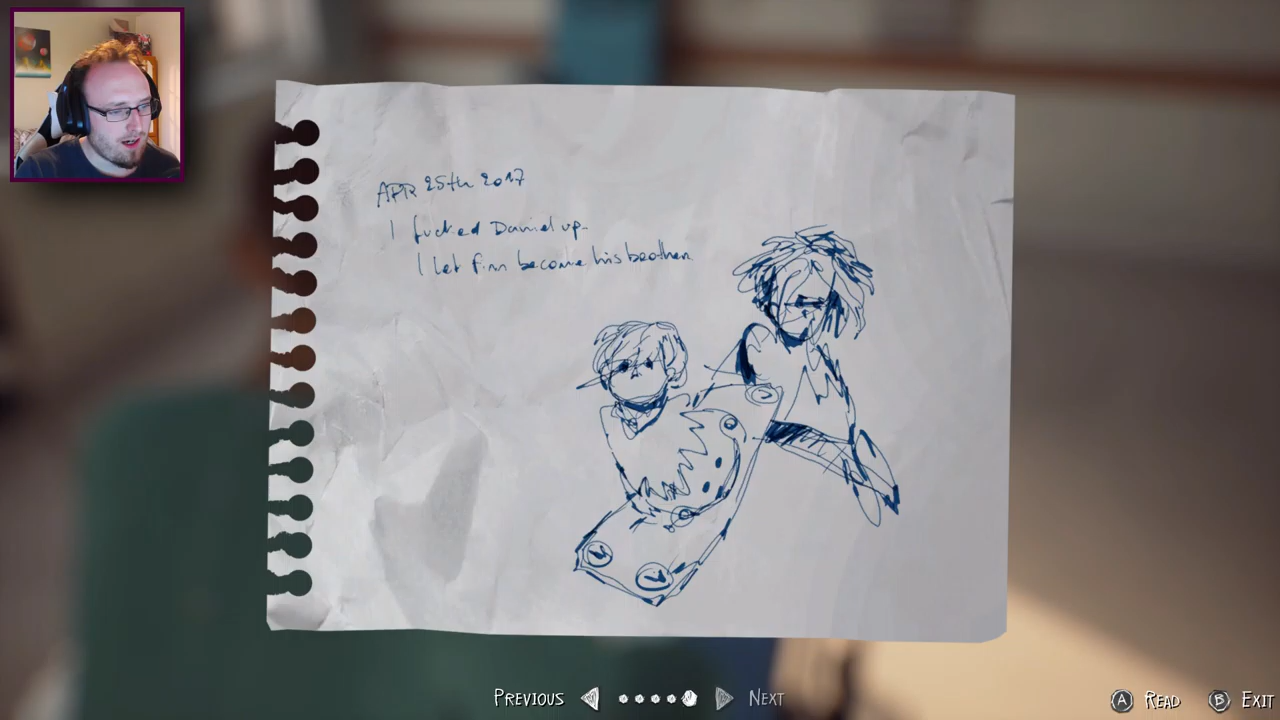 APR 25th 2017
I fucked Daniel up.
I let finn become his brother.
PREVIOUS NEXT A READ B EXIT